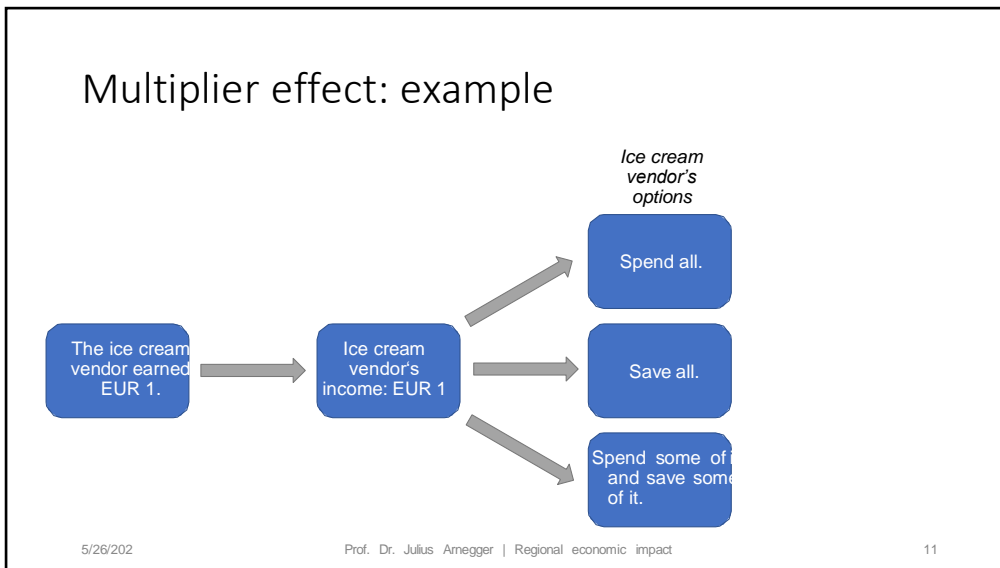 Multiplier effect: example
Ice cream
vendor's
options
Spend all.
The ice cream
vendor earned
EUR 1.
Ice cream
vendor's
income: EUR 1
Save all.
Spend some of i
and save some
of it.
5/26/202
Prof. Dr. Julius Arnegger | Regional economic impact
11